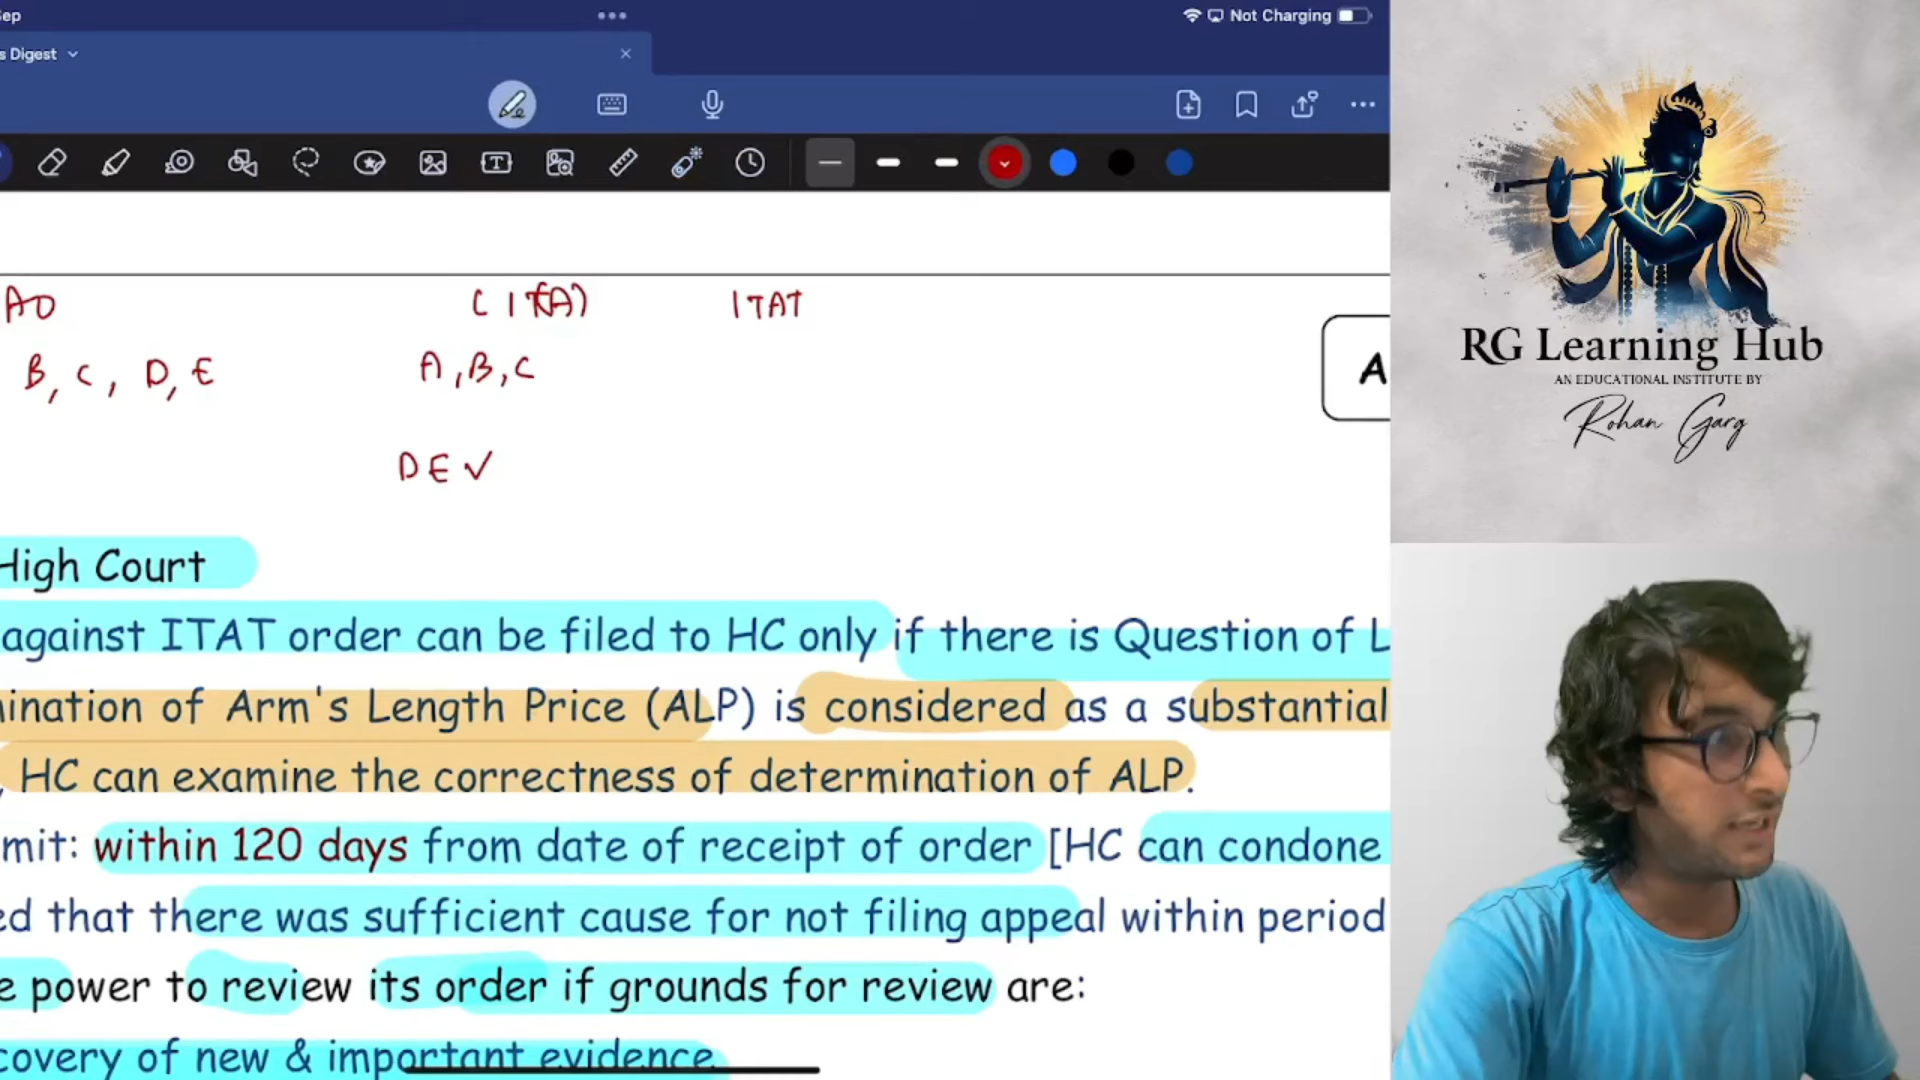 Sep
Not Charging
s Digest
AO
C IT(A)
ITAT
B, C, D, E
A, B, C
A
D E ✓
High Court
against ITAT order can be filed to HC only if there is Question of L
ination of Arm's Length Price (ALP) is considered as a substantial
HC can examine the correctness of determination of ALP.
mit: within 120 days from date of receipt of order [HC can condone
ed that there was sufficient cause for not filing appeal within period
e power to review its order if grounds for review are:
covery of new & important evidence
RG Learning Hub
AN EDUCATIONAL INSTITUTE BY
Rohan Garg